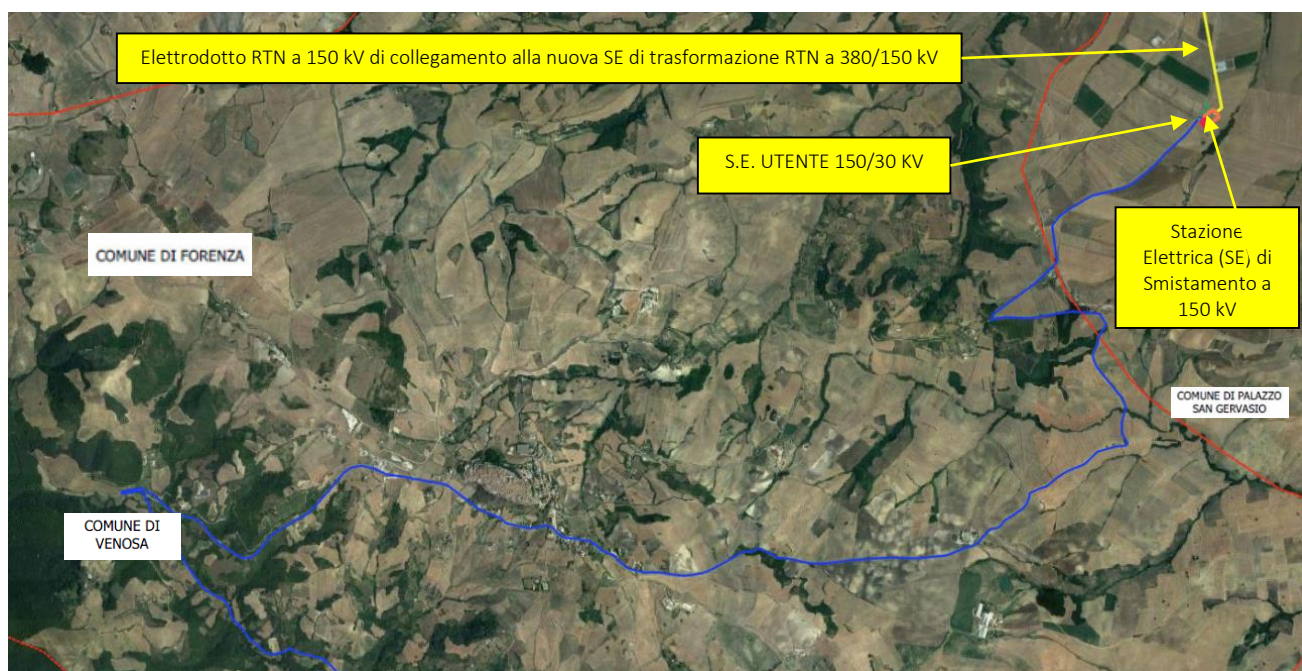 Elettrodotto RTN a 150 kV di collegamento alla nuova SE di trasformazione RTN a 380/150 kV
S.E. UTENTE 150/30 KV
Stazione
Elettrica (SE) di
Smistamento a
150 kV
COMUNE DI FORENZA
COMUNE DI PALAZZO
SAN GERVASIO
COMUNE DI
VENOSA